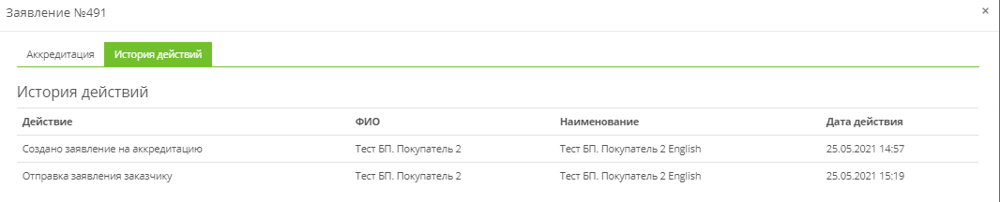 Заявление №491 ×
Аккредитация История действий
История действий
Действие ФИО Наименование Дата действия
Создано заявление на аккредитацию Тест БП. Покупатель 2 Тест БП. Покупатель 2 English 25.05.2021 14:57
Отправка заявления заказчику Тест БП. Покупатель 2 Тест БП. Покупатель 2 English 25.05.2021 15:19